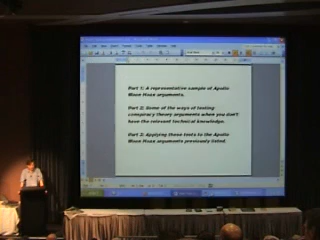 Part 1: A representative sample of Apollo
Moon Hoax arguments.
Part 2: Some of the ways of testing
conspiracy theory arguments when you don't
have the relevant technical knowledge.
Part 3: Applying these tests to the Apollo
Moon Hoax arguments previously listed.